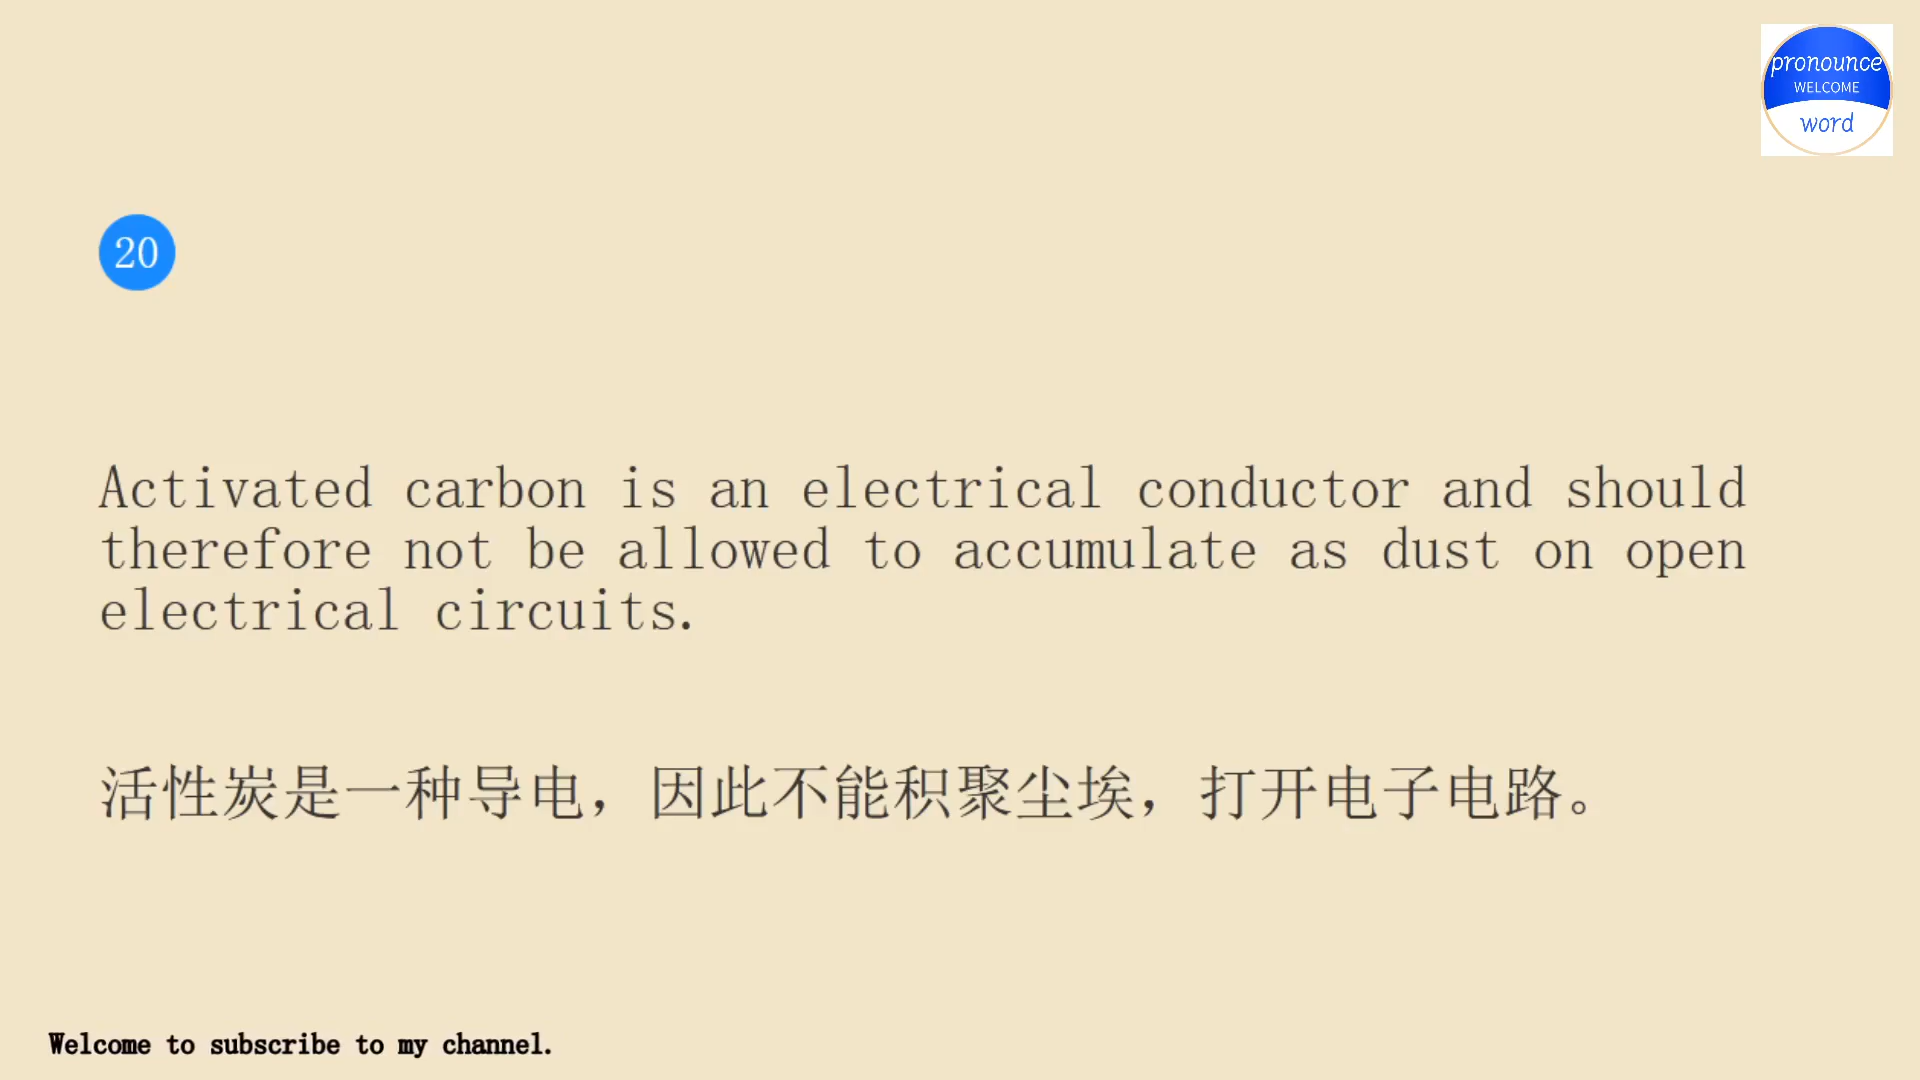 pronounce
WELCOME
word
20
Activated carbon is an electrical conductor and should
therefore not be allowed to accumulate as dust on open
electrical circuits.
活性炭是一种导电，因此不能积聚尘埃，打开电子电路。
Welcome to subscribe to my channel.